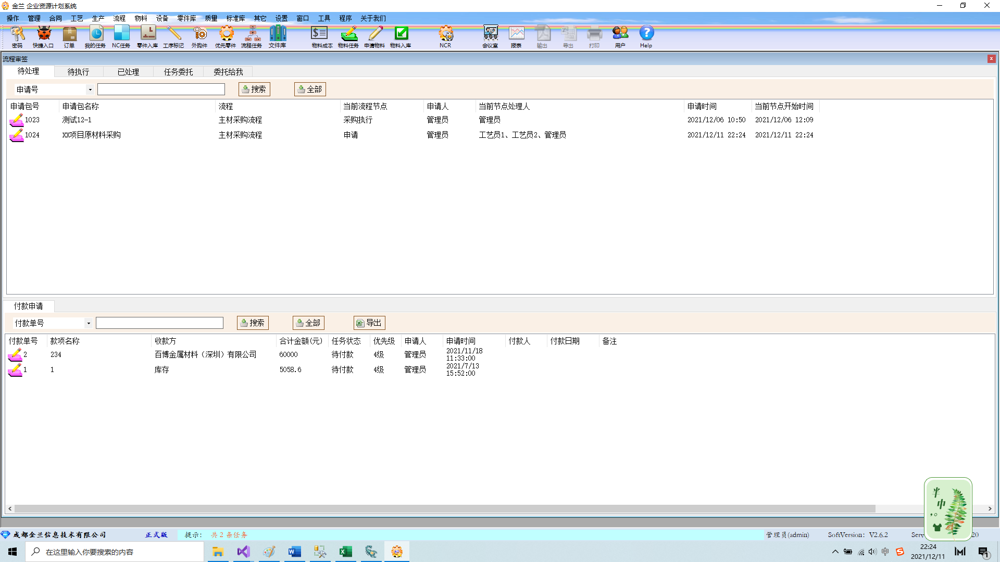 金兰 企业资源计划系统
操作 管理 合同 工艺 生产 流程 物料 设备 零件库 质量 标准库 其它 设置 窗口 工具 程序 关于我们
密码 快捷入口 订单 我的任务 NC任务 零件入库 工序标记 外购件 优先零件 流程任务 文件库 物料成本 物料任务 申请物料 物料入库 NCR 会议室 报表 输出 导出 打印 用户 Help
流程审签
待处理 待执行 已处理 任务委托 委托给我
申请号 搜索 全部
申请包号 申请包名称 流程 当前流程节点 申请人 当前节点处理人 申请时间 当前节点开始时间
1023 测试12-1 主材采购流程 采购执行 管理员 管理员 2021/12/06 10:50 2021/12/06 12:09
1024 XX项目原材料采购 主材采购流程 申请 管理员 工艺员1、工艺员2、管理员 2021/12/11 22:24 2021/12/11 22:24
付款申请
付款单号 搜索 全部 导出
付款单号 款项名称 收款方 合计金额(元) 任务状态 优先级 申请人 申请时间 付款人 付款日期 备注
2 234 百博金属材料（深圳）有限公司 60000 待付款 4级 管理员 2021/11/18 11:33:00
1 1 库存 5058.6 待付款 4级 管理员 2021/7/13 15:52:00
半
中
成都金兰信息技术有限公司 正式版 提示： 共 2 条任务 管理员(admin) SoftVersion: V2.6.2 Serv 20
在这里输入你要搜索的内容
中
22:24
2021/12/11
1